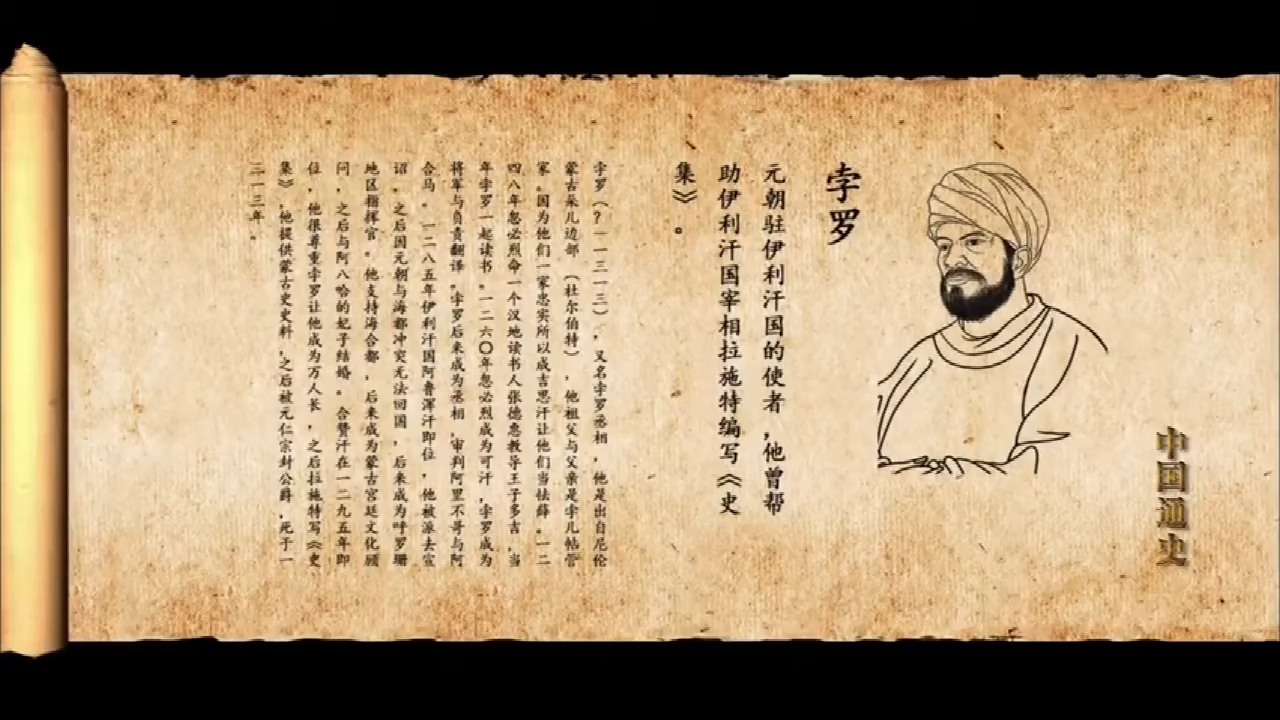 中国通史
孛罗
元朝驻伊利汗国的使者，他曾帮
助伊利汗国宰相拉施特编写《史
集》。
孛罗（？—一三一三），又名孛罗丞相，他是出自尼伦
蒙古朵儿边部（杜尔伯特），他祖父与父亲是孛儿帖管
家。因为他们一家忠实所以成吉思汗让他们当怯薛。一二
四八年忽必烈命一个汉地读书人张德惠教导王子多吉，当
年孛罗一起读书。一二六〇年忽必烈成为可汗，孛罗成为
将军与负责翻译。孛罗后来成为丞相，审判阿里不哥与阿
合马。一二八五年伊利汗国阿鲁浑汗即位，他被派去宣
诏。之后因元朝与海都冲突无法回国，后来成为呼罗珊
地区指挥官。他支持海合都，后来成为蒙古宫廷文化顾
问，之后与阿八哈的妃子结婚。合赞汗在一二九五年即
位，他很尊重孛罗让他成为万人长，之后拉施特写《史
集》，他提供蒙古史史料，之后被元仁宗封公爵，死于一
三一三年。